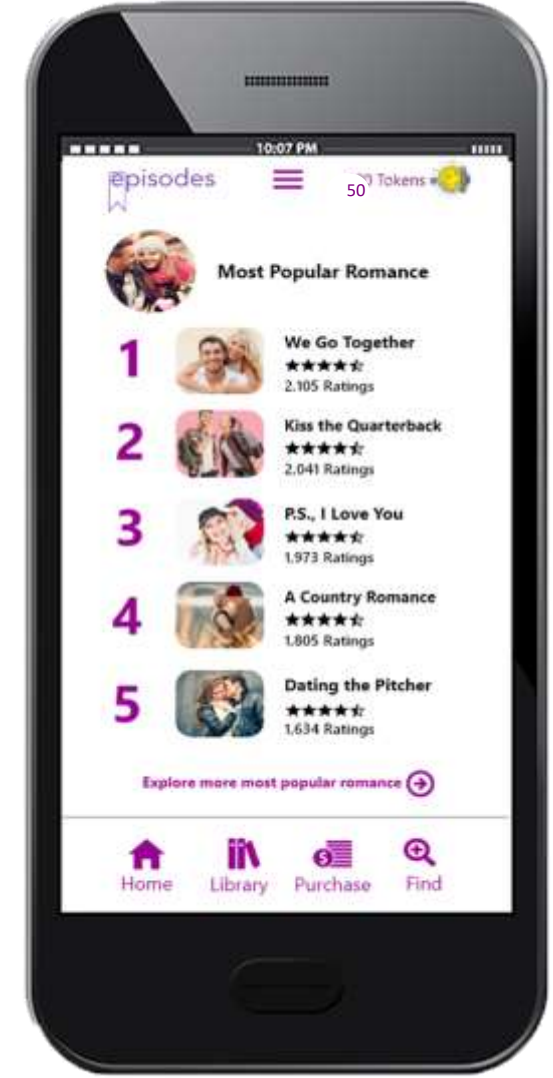 10:07 PM
episodes
50 Tokens
Most Popular Romance
1
We Go Together
2,105 Ratings
2
Kiss the Quarterback
2,041 Ratings
3
P.S., I Love You
1,973 Ratings
4
A Country Romance
1,805 Ratings
5
Dating the Pitcher
1,634 Ratings
Explore more most popular romance
Home Library Purchase Find